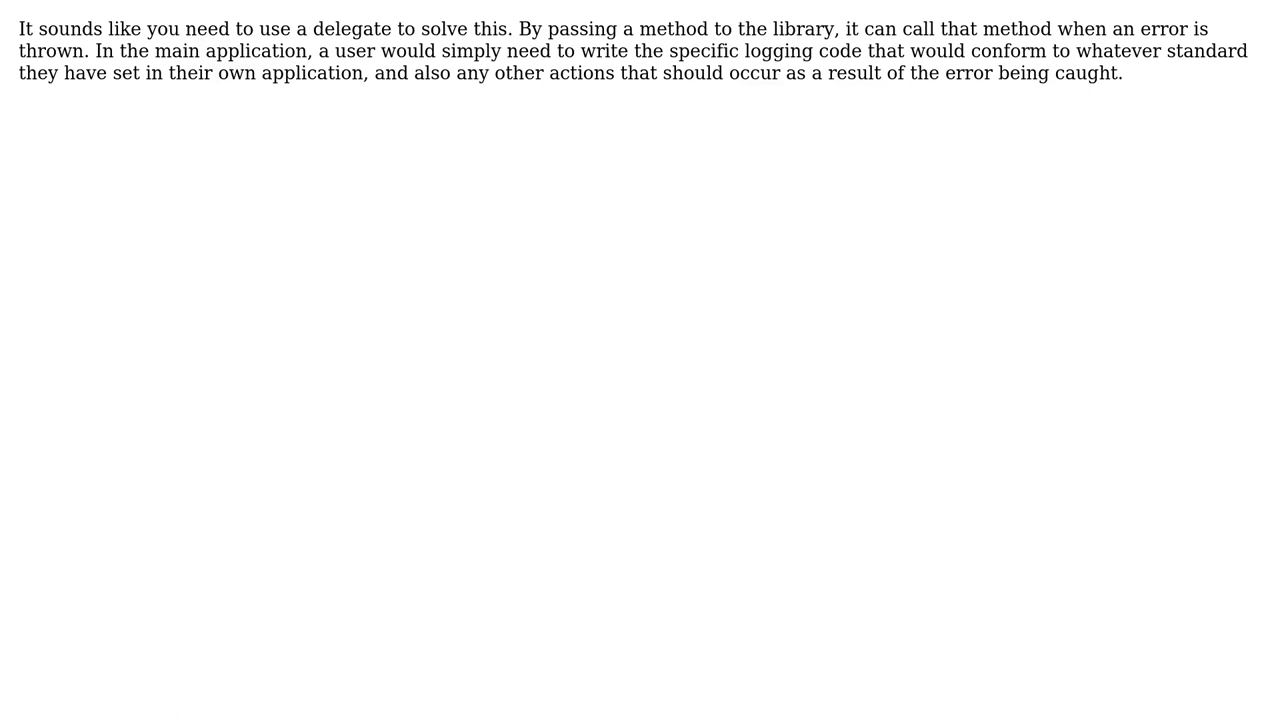 It sounds like you need to use a delegate to solve this. By passing a method to the library, it can call that method when an error is
thrown. In the main application, a user would simply need to write the specific logging code that would conform to whatever standard
they have set in their own application, and also any other actions that should occur as a result of the error being caught.